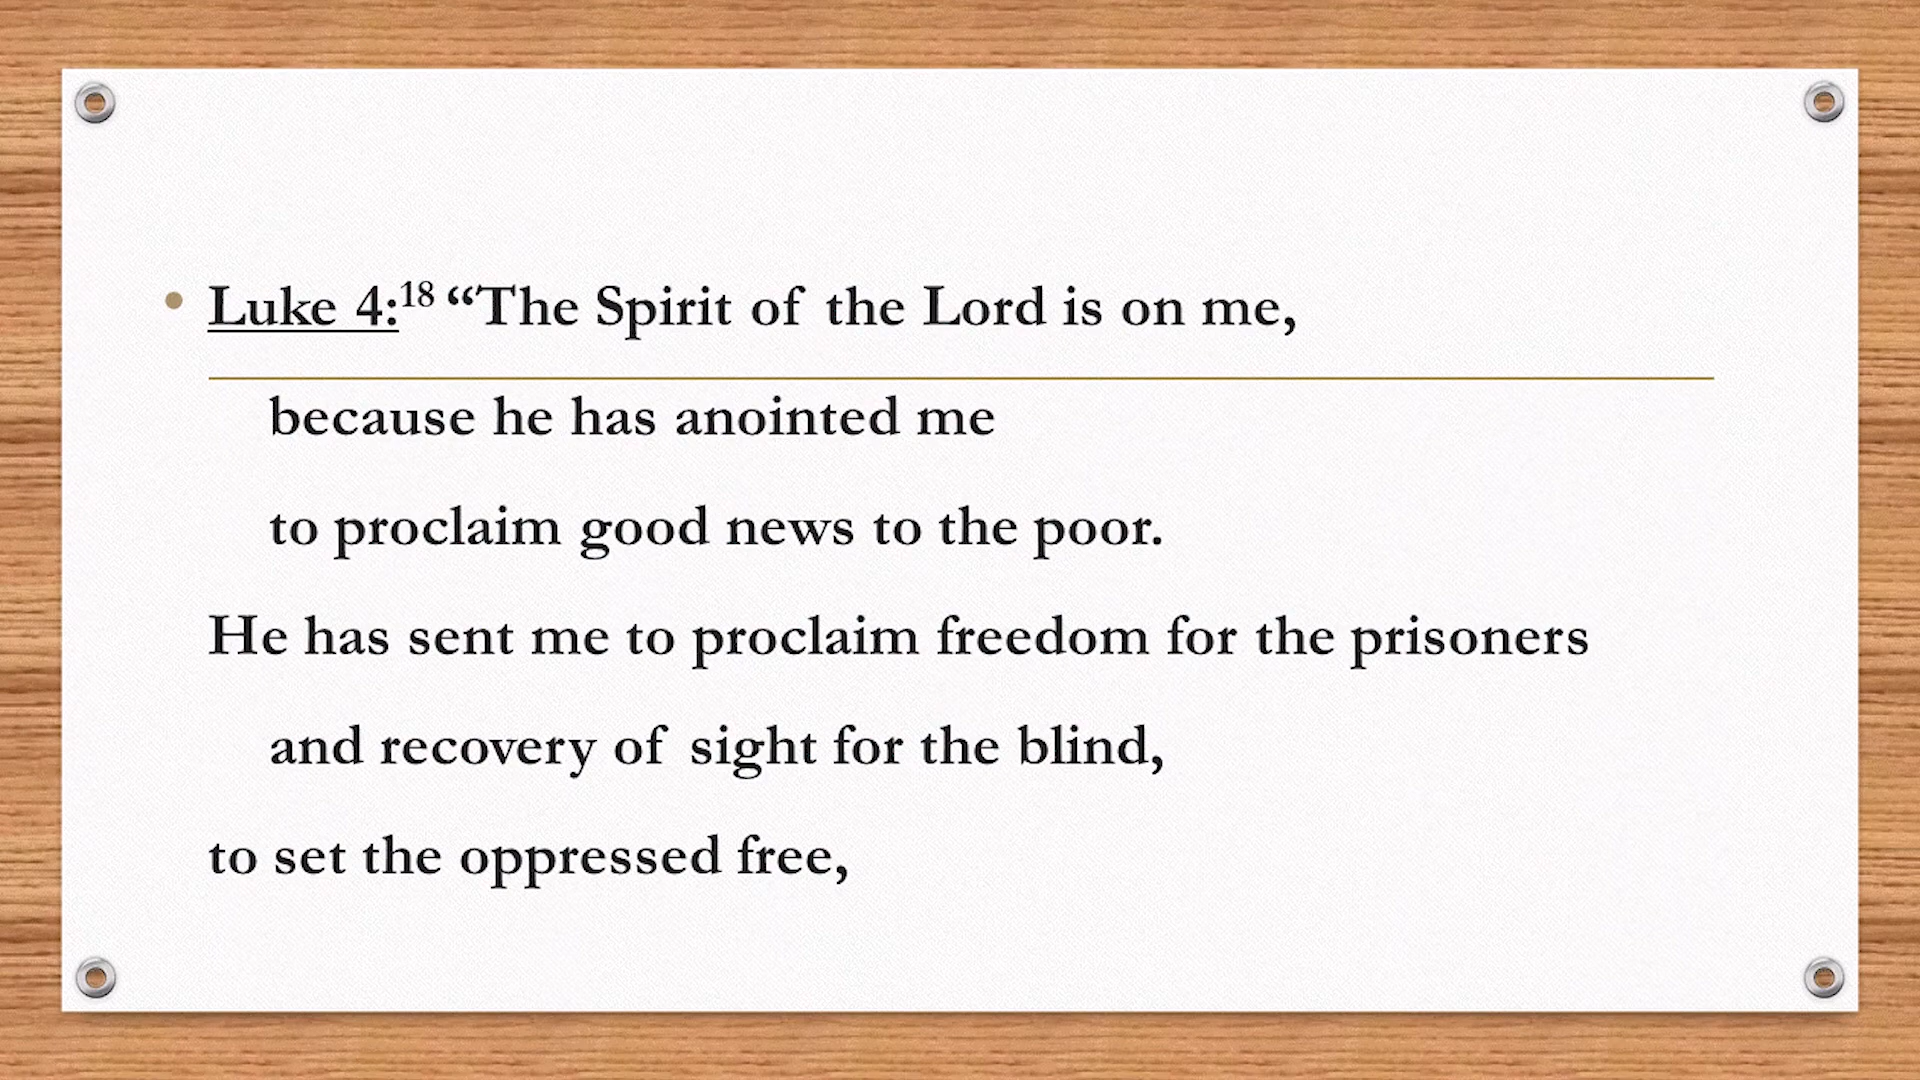 • Luke 4:18 “The Spirit of the Lord is on me,
because he has anointed me
to proclaim good news to the poor.
He has sent me to proclaim freedom for the prisoners
and recovery of sight for the blind,
to set the oppressed free,